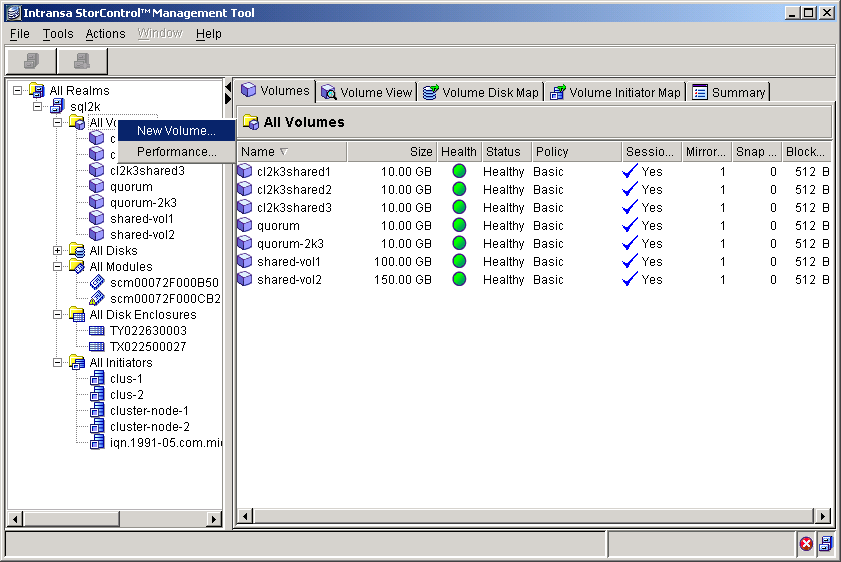 Intransa StorControl™ Management Tool
File Tools Actions Window Help
All Realms
sql2k
All Vo
c
c
cl2k3shared3
quorum
quorum-2k3
shared-vol1
shared-vol2
All Disks
All Modules
scm00072F000B50
scm00072F000CB2
All Disk Enclosures
TY022630003
TX022500027
All Initiators
clus-1
clus-2
cluster-node-1
cluster-node-2
iqn.1991-05.com.mic
New Volume...
Performance...
Volumes Volume View Volume Disk Map Volume Initiator Map Summary
All Volumes
Name Size Health Status Policy Sessio... Mirror... Snap ... Block...
cl2k3shared1 10.00 GB Healthy Basic Yes 1 0 512 B
cl2k3shared2 10.00 GB Healthy Basic Yes 1 0 512 B
cl2k3shared3 10.00 GB Healthy Basic Yes 1 0 512 B
quorum 10.00 GB Healthy Basic Yes 1 0 512 B
quorum-2k3 10.00 GB Healthy Basic Yes 1 0 512 B
shared-vol1 100.00 GB Healthy Basic Yes 1 0 512 B
shared-vol2 150.00 GB Healthy Basic Yes 1 0 512 B